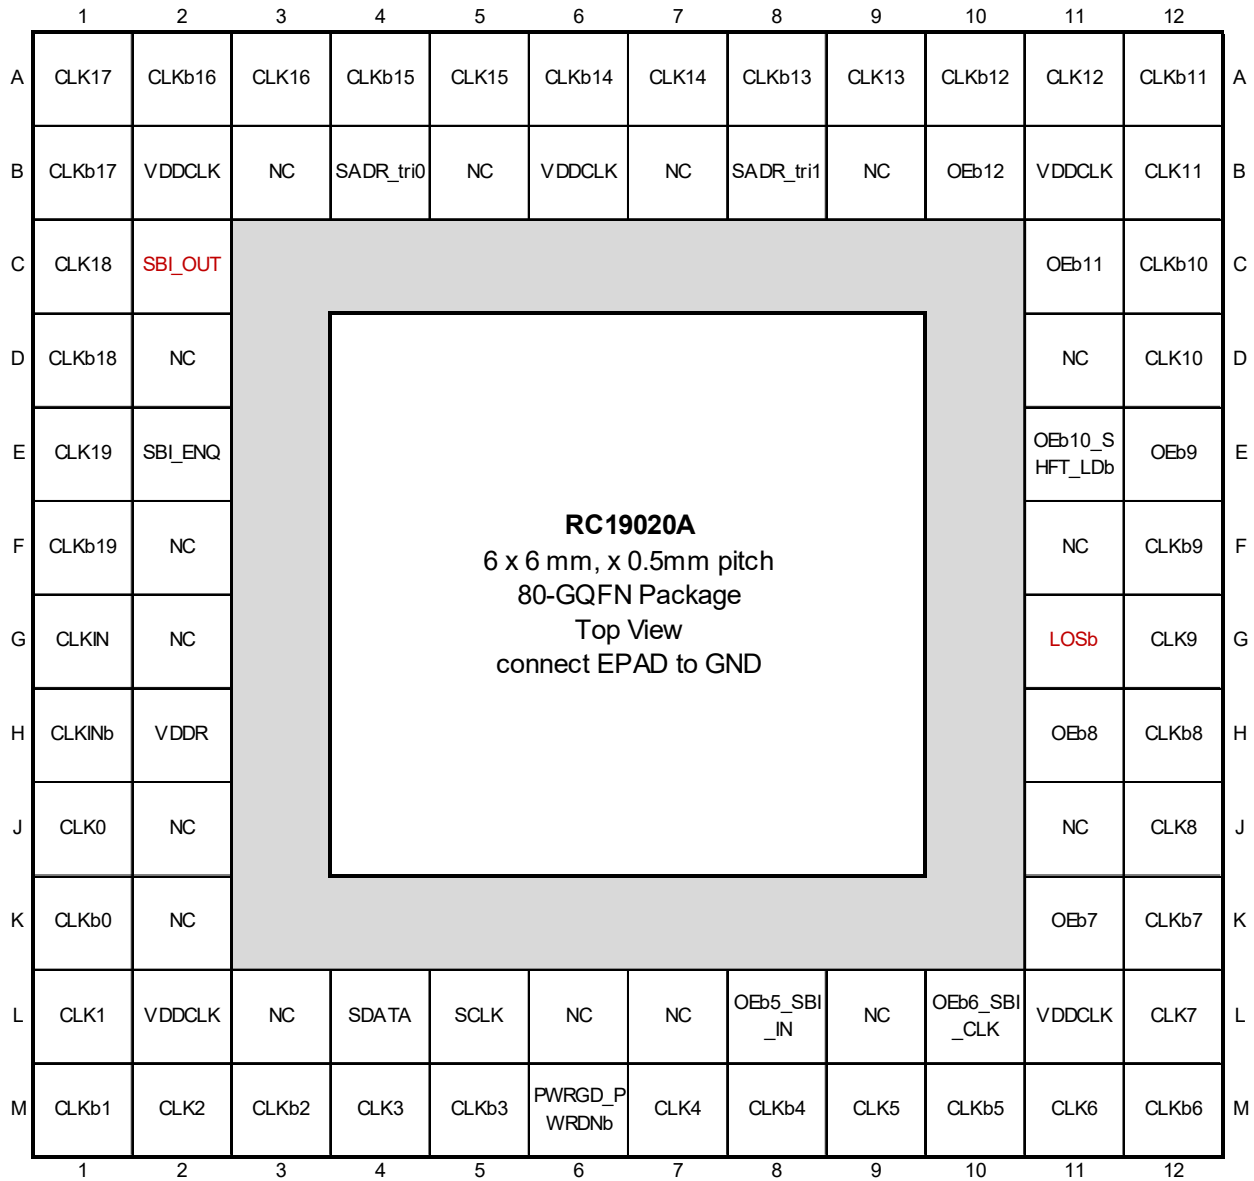 1 2 3 4 5 6 7 8 9 10 11 12
A CLK17 CLKb16 CLK16 CLKb15 CLK15 CLKb14 CLK14 CLKb13 CLK13 CLKb12 CLK12 CLKb11 A
B CLKb17 VDDCLK NC SADR_tri0 NC VDDCLK NC SADR_tri1 NC OEb12 VDDCLK CLK11 B
C CLK18 SBI_OUT OEb11 CLKb10 C
D CLKb18 NC NC CLK10 D
E CLK19 SBI_ENQ OEb10_S
HFT_LDb OEb9 E
RC19020A
F CLKb19 NC NC CLKb9 F
6 x 6 mm, x 0.5mm pitch
80-GQFN Package
Top View
G CLKIN NC LOSb CLK9 G
connect EPAD to GND
H CLKINb VDDR OEb8 CLKb8 H
J CLK0 NC NC CLK8 J
K CLKb0 NC OEb7 CLKb7 K
L CLK1 VDDCLK NC SDATA SCLK NC NC OEb5_SBI
_IN NC OEb6_SBI
_CLK VDDCLK CLK7 L
M CLKb1 CLK2 CLKb2 CLK3 CLKb3 PWRGD_P
WRDNb CLK4 CLKb4 CLK5 CLKb5 CLK6 CLKb6 M
1 2 3 4 5 6 7 8 9 10 11 12